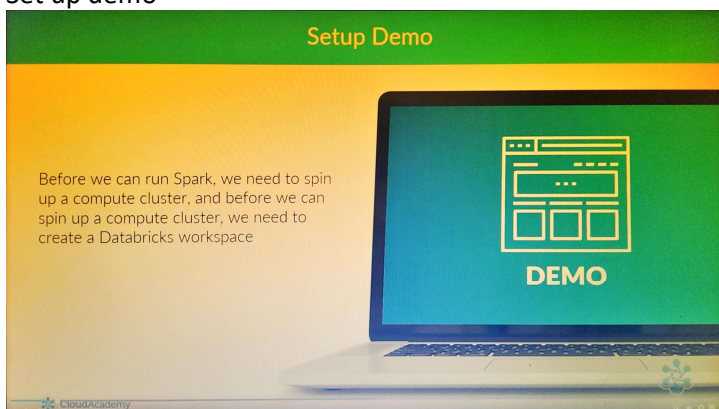 Set up demo
Setup Demo
Before we can run Spark, we need to spin
up a compute cluster, and before we can
spin up a compute cluster, we need to
create a Databricks workspace
DEMO
CloudAcademy